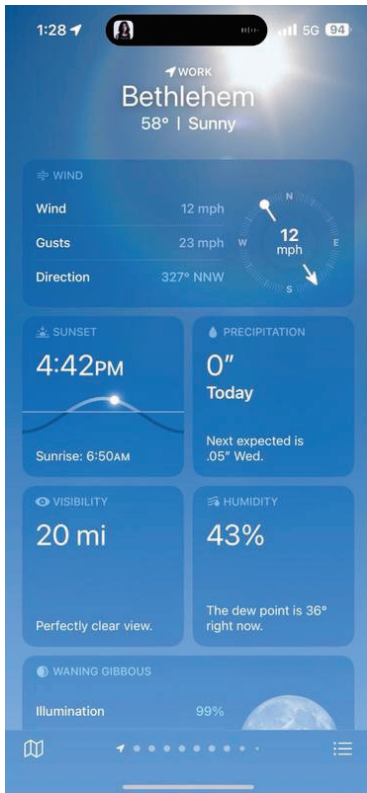 1:28
5G 94
WORK
Bethlehem
58° | Sunny
WIND
Wind 12 mph
Gusts 23 mph
Direction 327° NNW
N
W 12 E
mph
S
SUNSET
4:42PM
Sunrise: 6:50AM
PRECIPITATION
0"
Today
Next expected is
.05" Wed.
VISIBILITY
20 mi
Perfectly clear view.
HUMIDITY
43%
The dew point is 36°
right now.
WANING GIBBOUS
Illumination 99%